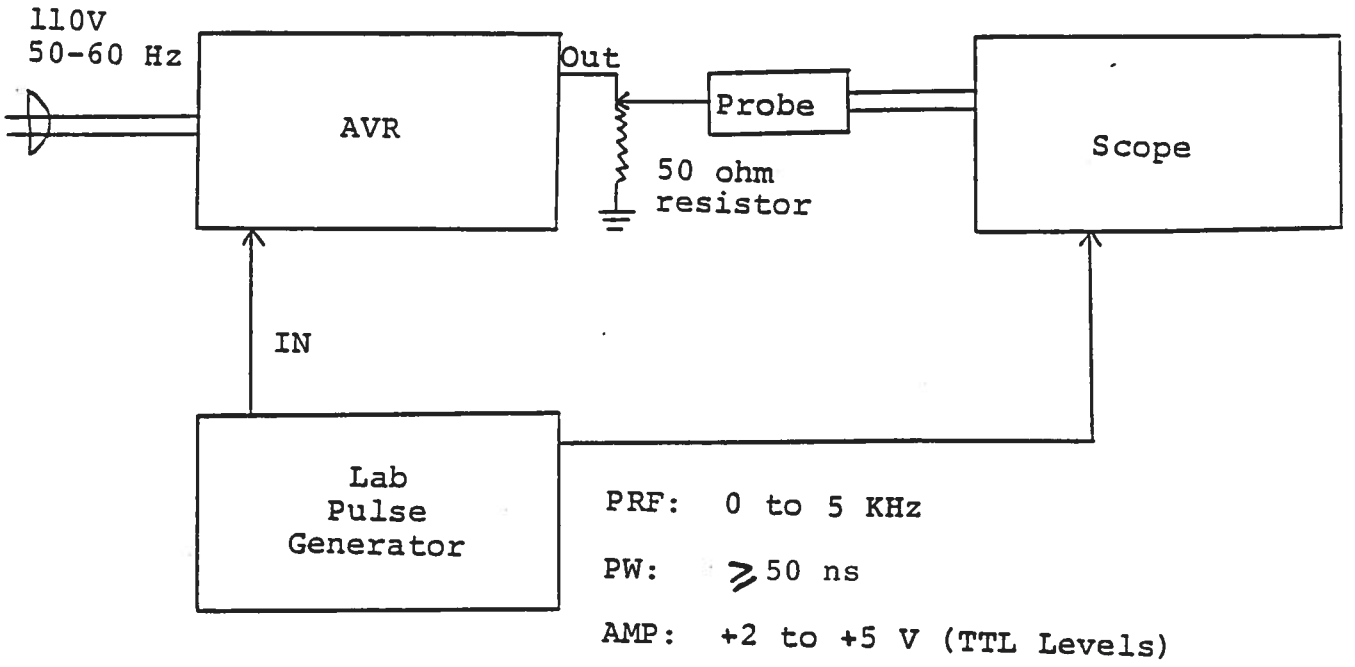 110V
50-60 Hz
Out
AVR
Probe
Scope
50 ohm
resistor
IN
Lab
Pulse
Generator
PRF: 0 to 5 KHz
PW: ⩾ 50 ns
AMP: +2 to +5 V (TTL Levels)